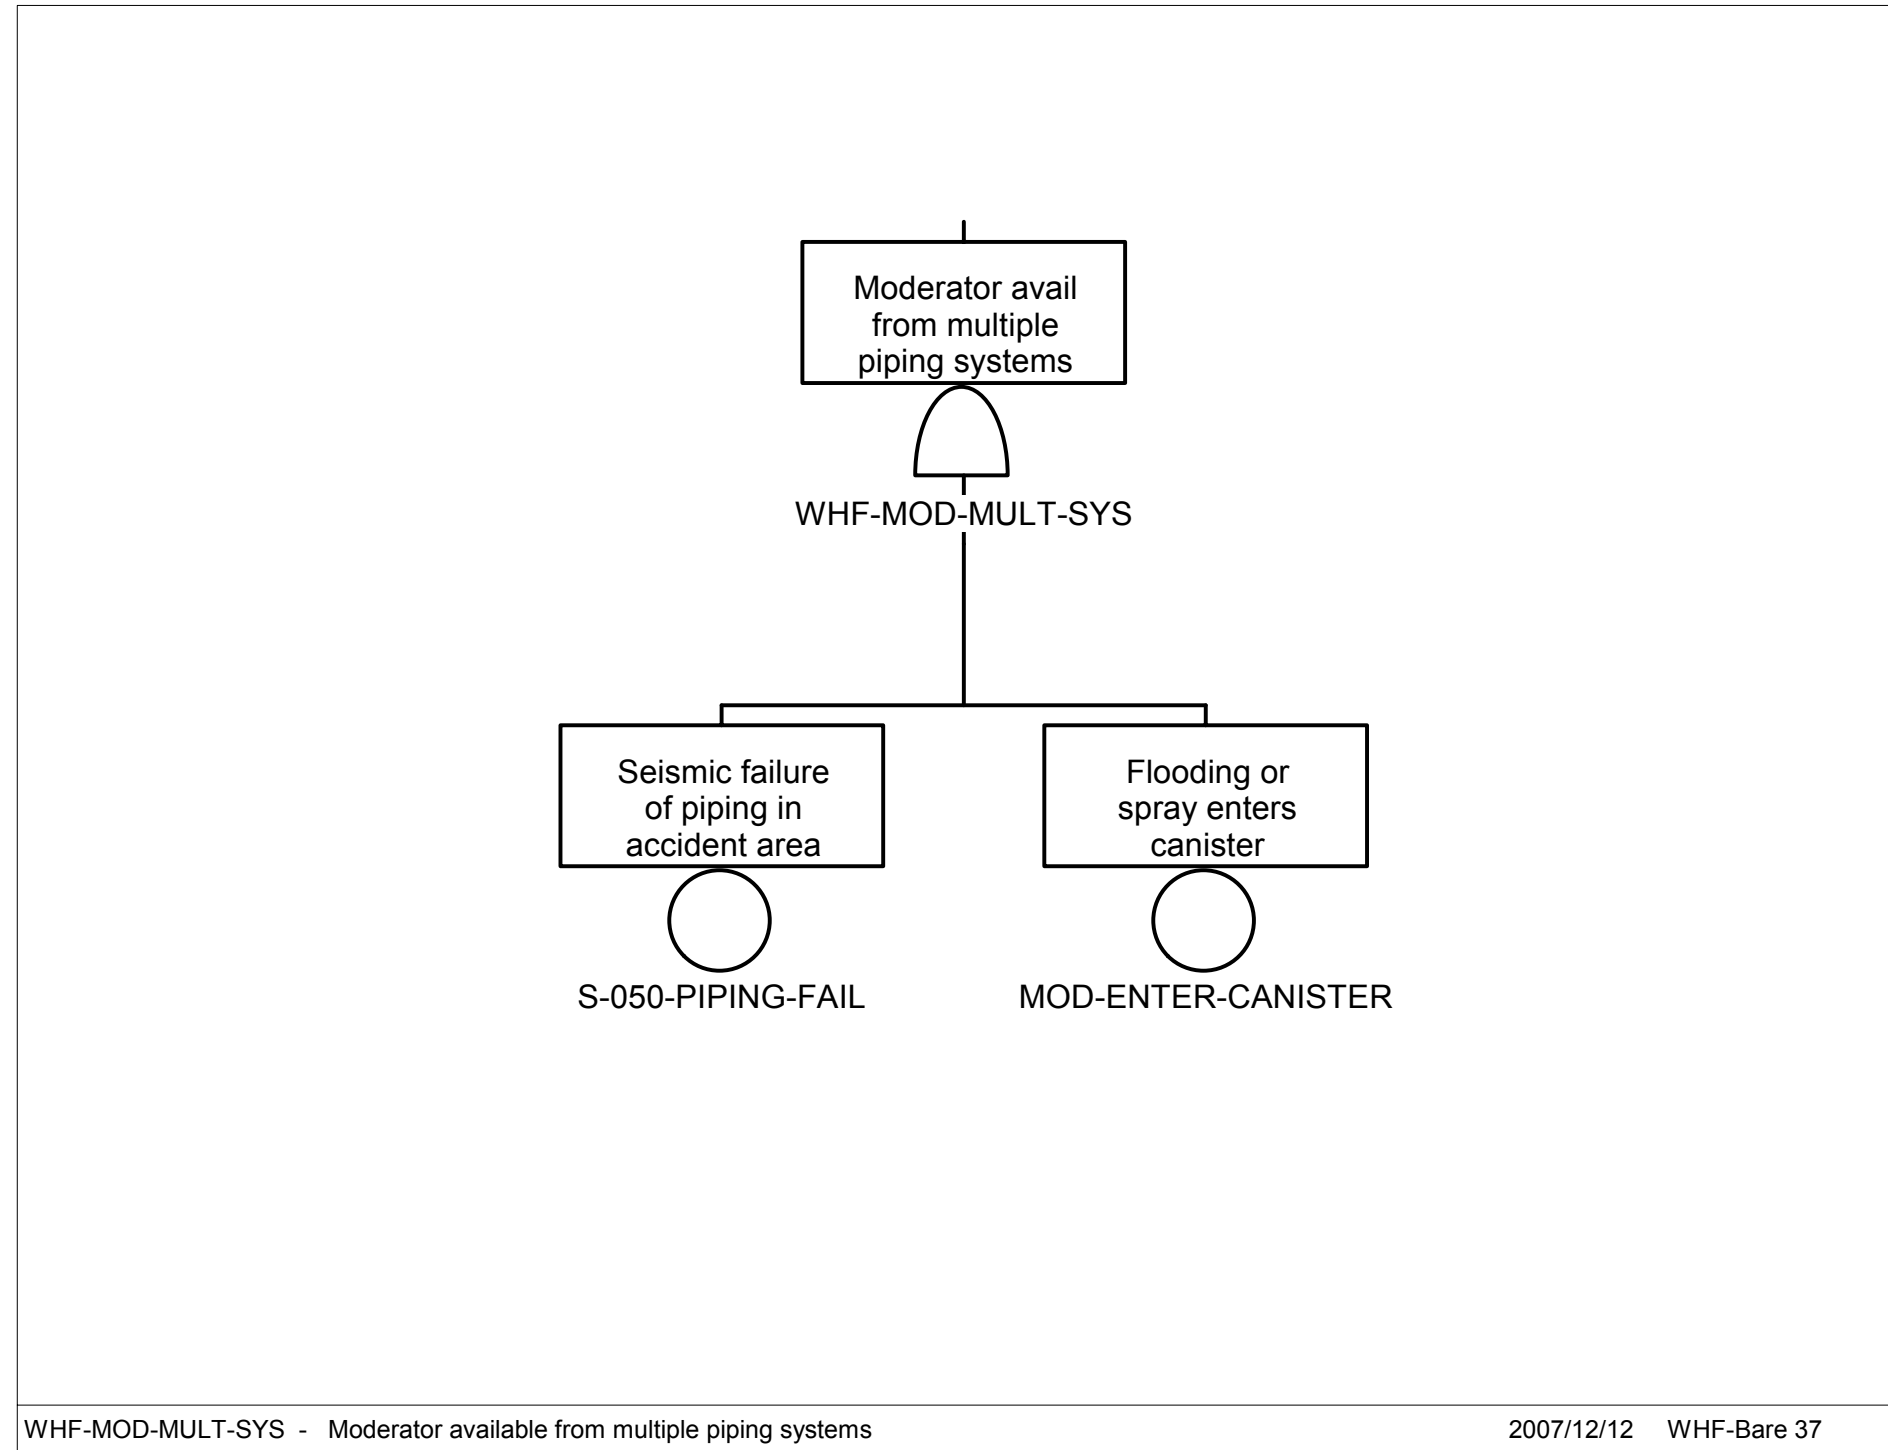 Moderator avail
from multiple
piping systems
WHF-MOD-MULT-SYS
Seismic failure
of piping in
accident area
S-050-PIPING-FAIL
Flooding or
spray enters
canister
MOD-ENTER-CANISTER
WHF-MOD-MULT-SYS - Moderator available from multiple piping systems
2007/12/12 WHF-Bare 37